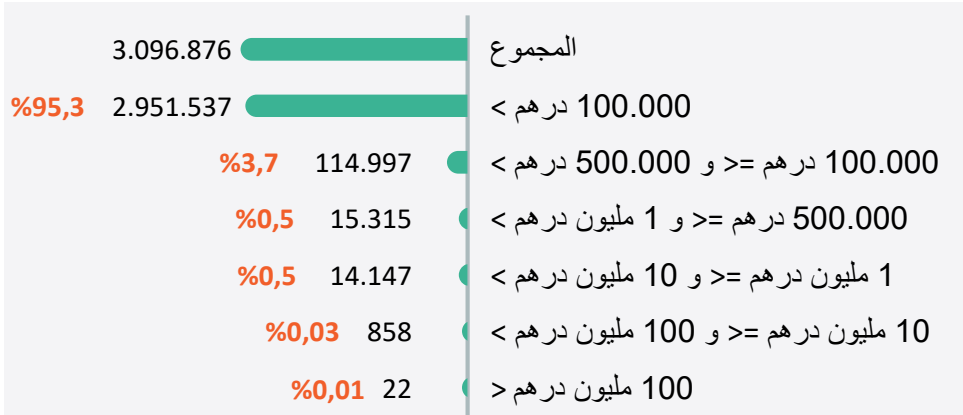 المجموع 3.096.876
100.000 درهم > 2.951.537 %95,3
100.000 درهم =< و 500.000 درهم > 114.997 %3,7
500.000 درهم =< و 1 مليون درهم > 15.315 %0,5
1 مليون درهم =< و 10 مليون درهم > 14.147 %0,5
10 مليون درهم =< و 100 مليون درهم > 858 %0,03
100 مليون درهم < 22 %0,01